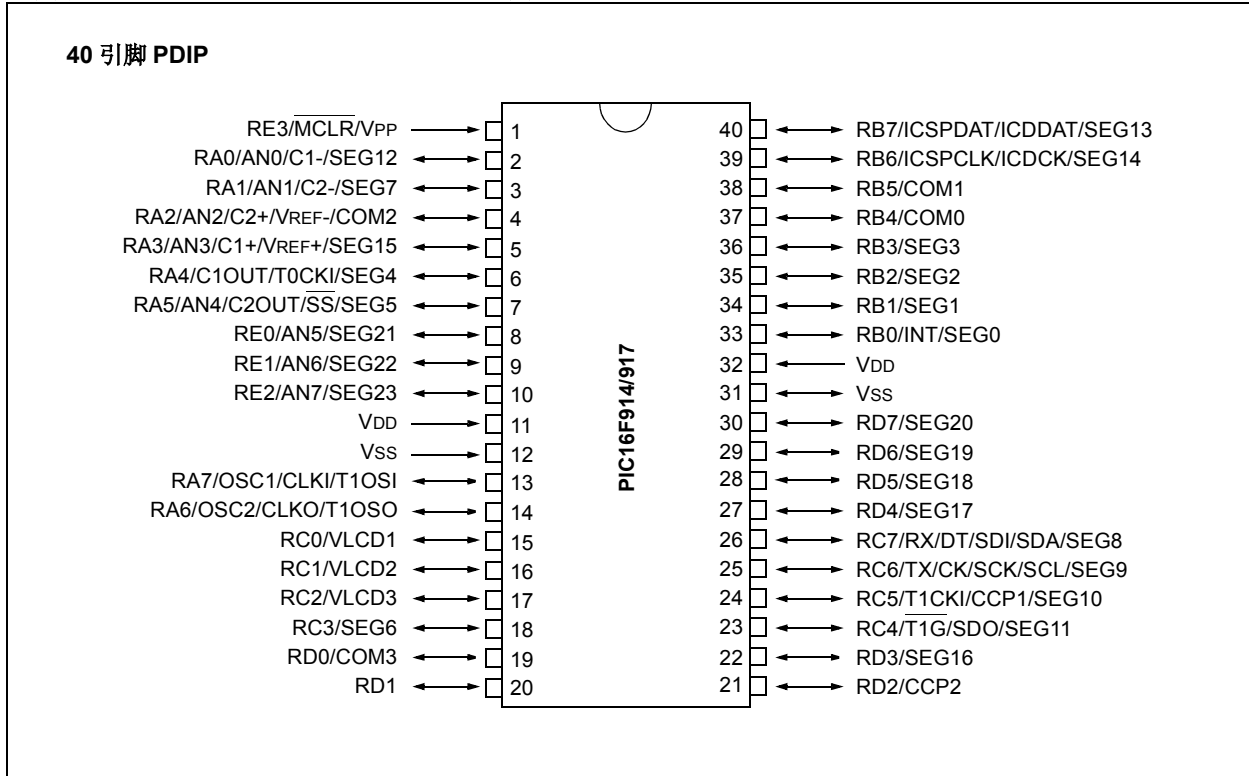 40 引脚 PDIP
RE3/MCLR/VPP 1
RA0/AN0/C1-/SEG12 2
RA1/AN1/C2-/SEG7 3
RA2/AN2/C2+/VREF-/COM2 4
RA3/AN3/C1+/VREF+/SEG15 5
RA4/C1OUT/T0CKI/SEG4 6
RA5/AN4/C2OUT/SS/SEG5 7
RE0/AN5/SEG21 8
RE1/AN6/SEG22 9
RE2/AN7/SEG23 10
VDD 11
VSS 12
RA7/OSC1/CLKI/T1OSI 13
RA6/OSC2/CLKO/T1OSO 14
RC0/VLCD1 15
RC1/VLCD2 16
RC2/VLCD3 17
RC3/SEG6 18
RD0/COM3 19
RD1 20
PIC16F914/917
40 RB7/ICSPDAT/ICDDAT/SEG13
39 RB6/ICSPCLK/ICDCK/SEG14
38 RB5/COM1
37 RB4/COM0
36 RB3/SEG3
35 RB2/SEG2
34 RB1/SEG1
33 RB0/INT/SEG0
32 VDD
31 VSS
30 RD7/SEG20
29 RD6/SEG19
28 RD5/SEG18
27 RD4/SEG17
26 RC7/RX/DT/SDI/SDA/SEG8
25 RC6/TX/CK/SCK/SCL/SEG9
24 RC5/T1CKI/CCP1/SEG10
23 RC4/T1G/SDO/SEG11
22 RD3/SEG16
21 RD2/CCP2